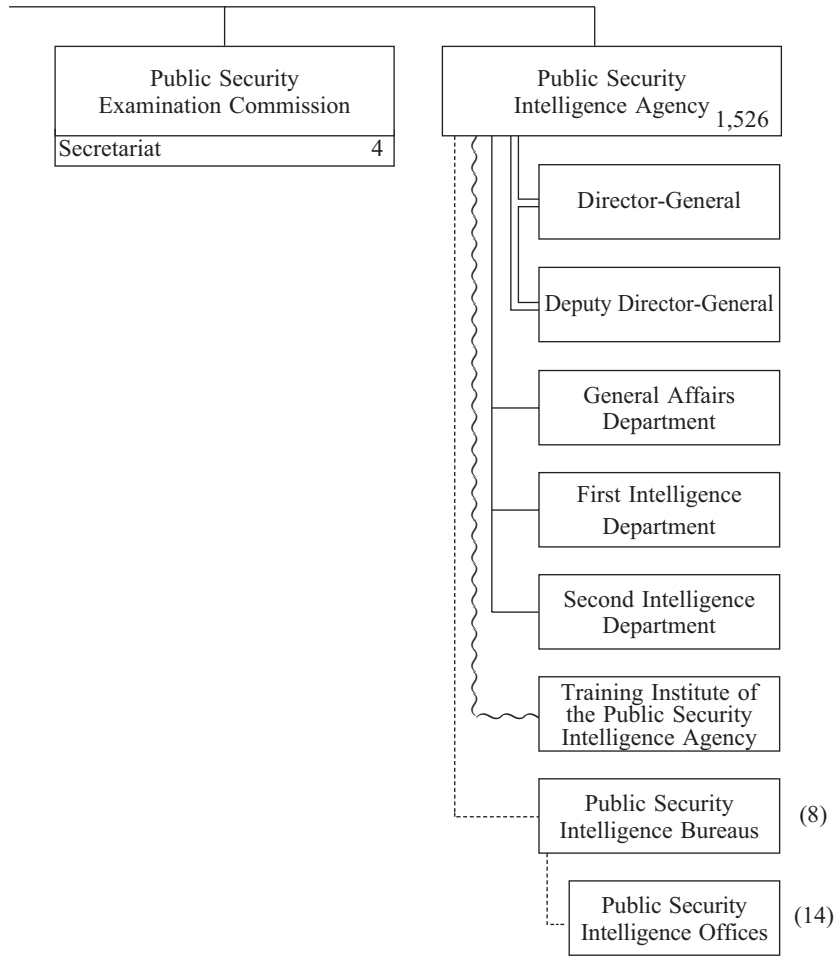 Public Security
Examination Commission
Secretariat 4
Public Security
Intelligence Agency
1,526
Director-General
Deputy Director-General
General Affairs
Department
First Intelligence
Department
Second Intelligence
Department
Training Institute of
the Public Security
Intelligence Agency
Public Security
Intelligence Bureaus
(8)
Public Security
Intelligence Offices
(14)